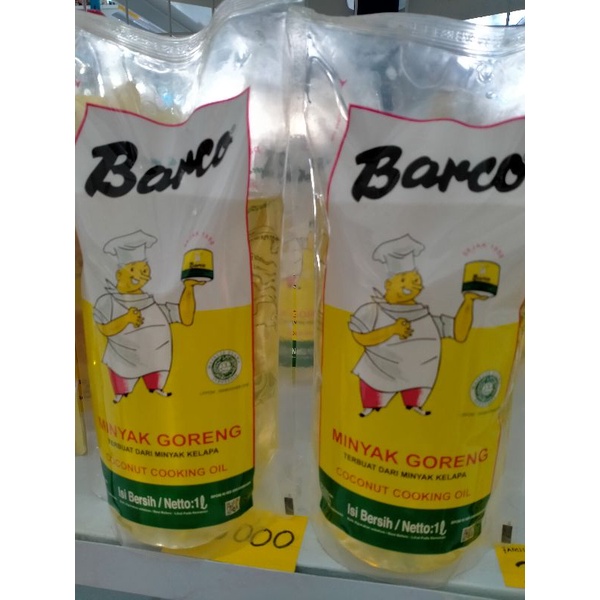 Barco
MINYAK GORENG
TERBUAT DARI MINYAK KELAPA
COCONUT COOKING OIL
Isi Bersih / Netto:1ℓ
000
Barco
MINYAK GORENG
TERBUAT DARI MINYAK KELAPA
COCONUT COOKING OIL
Isi Bersih / Netto:1ℓ